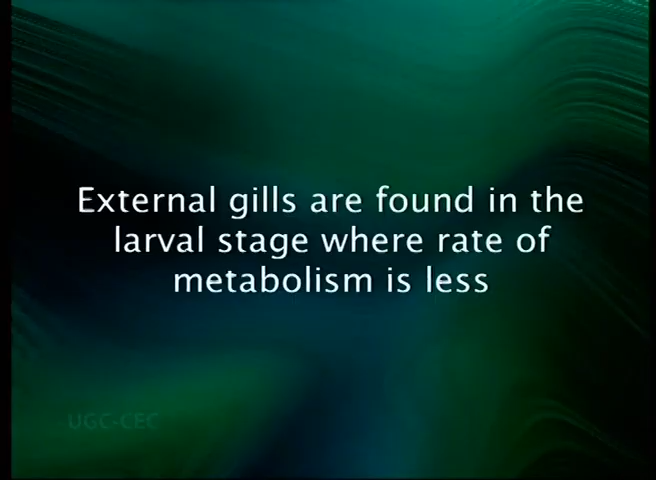 External gills are found in the
larval stage where rate of
metabolism is less
UGC-CEC